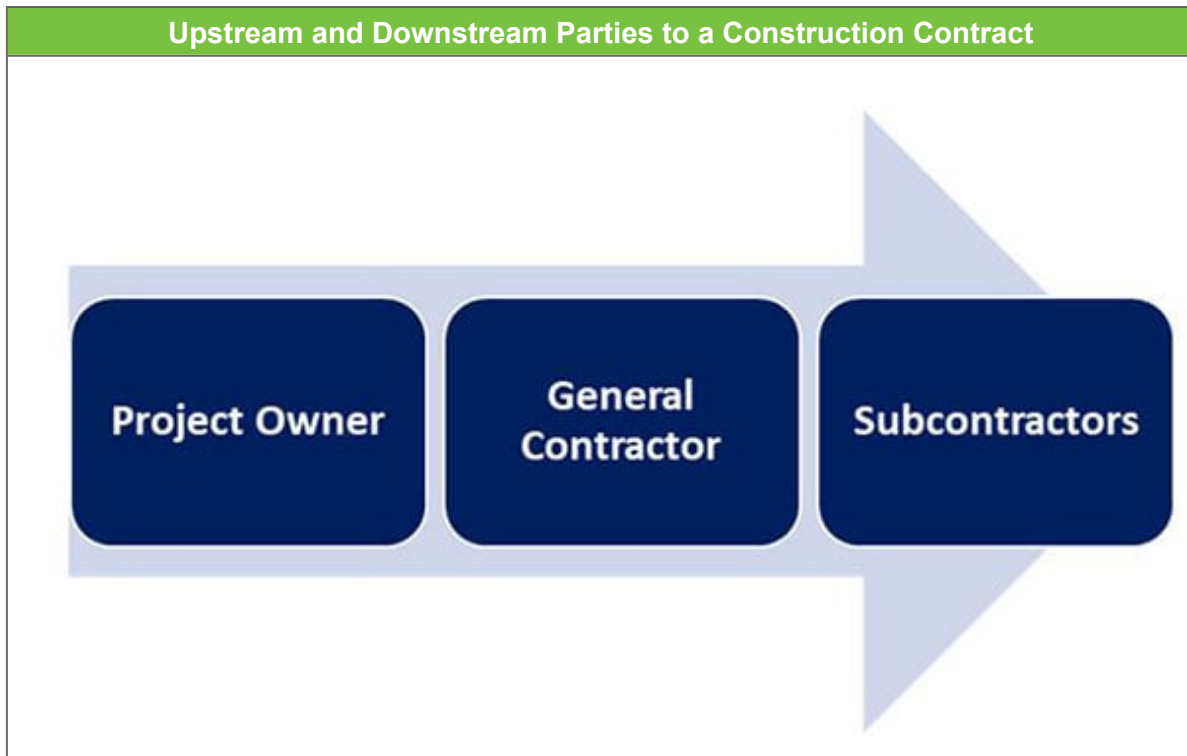 Upstream and Downstream Parties to a Construction Contract
Project Owner
General
Contractor
Subcontractors